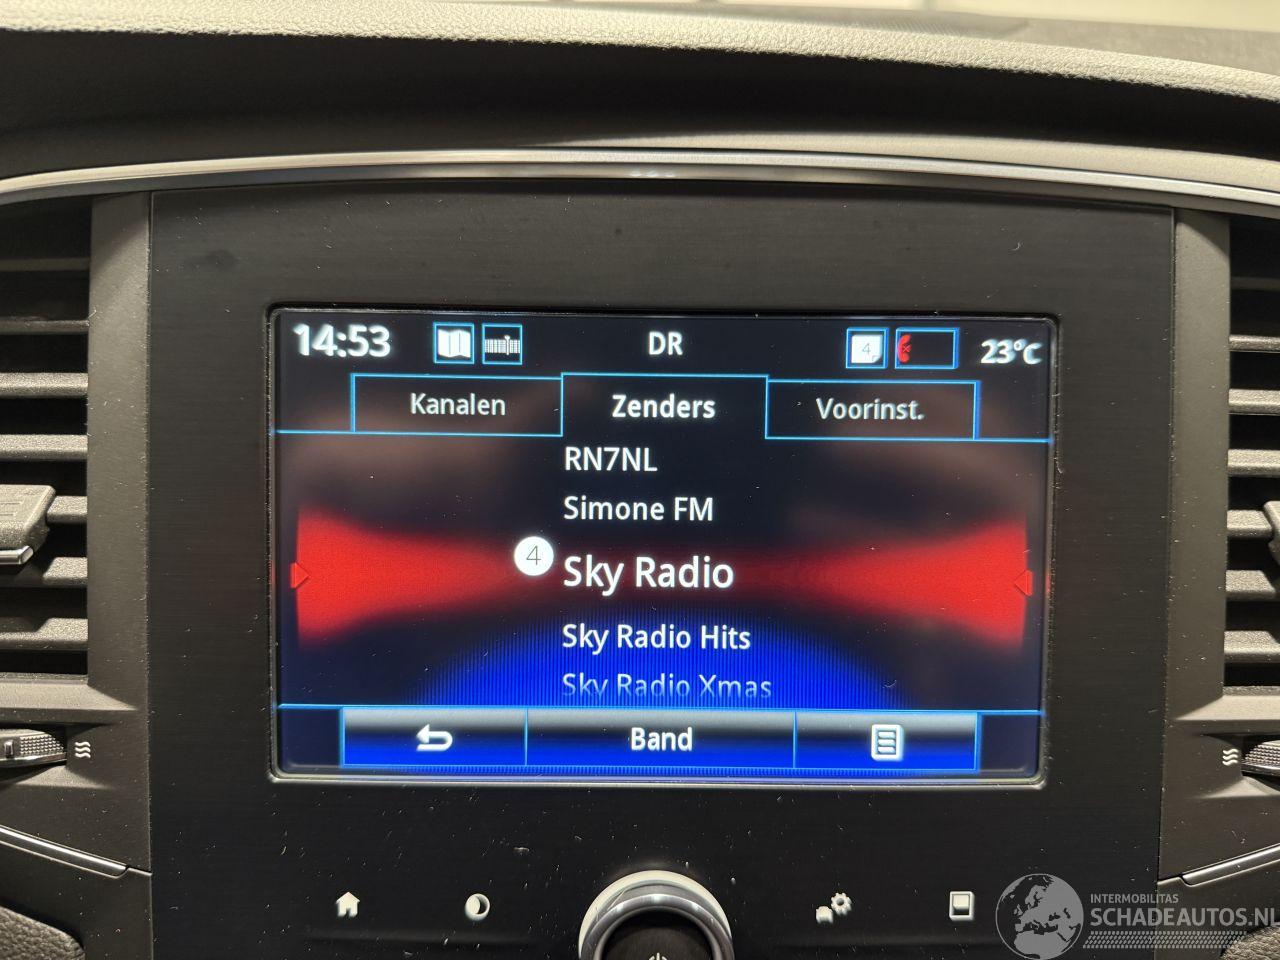 14:53 DR 4 23°C
Kanalen Zenders Voorinst.
RN7NL
Simone FM
4 Sky Radio
Sky Radio Hits
Sky Radio Xmas
Band
INTERMOBILITAS
SCHADEAUTOS.NL